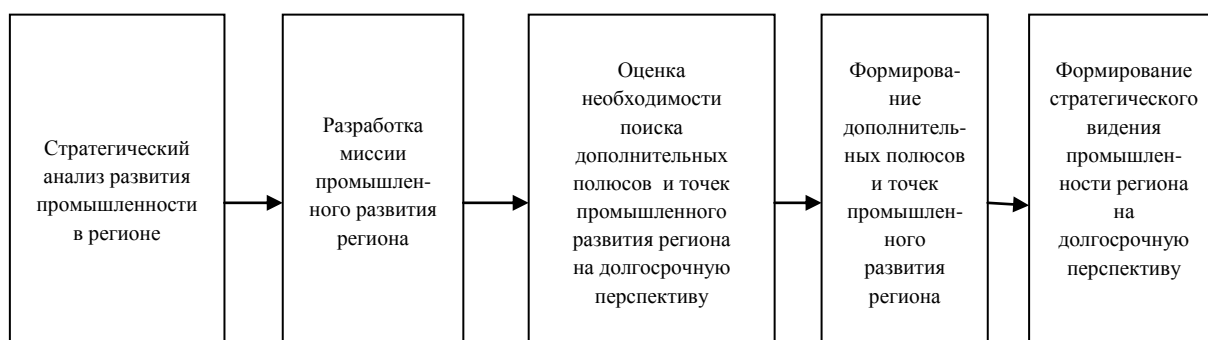 Стратегический
анализ развития
промышленности
в регионе
Разработка
миссии
промышлен-
ного развития
региона
Оценка
необходимости
поиска
дополнительных
полюсов и точек
промышленного
развития региона
на долгосрочную
перспективу
Формирова-
ние
дополнитель-
ных полюсов
и точек
промышлен-
ного
развития
региона
Формирование
стратегического
видения
промышлен-
ности региона
на
долгосрочную
перспективу